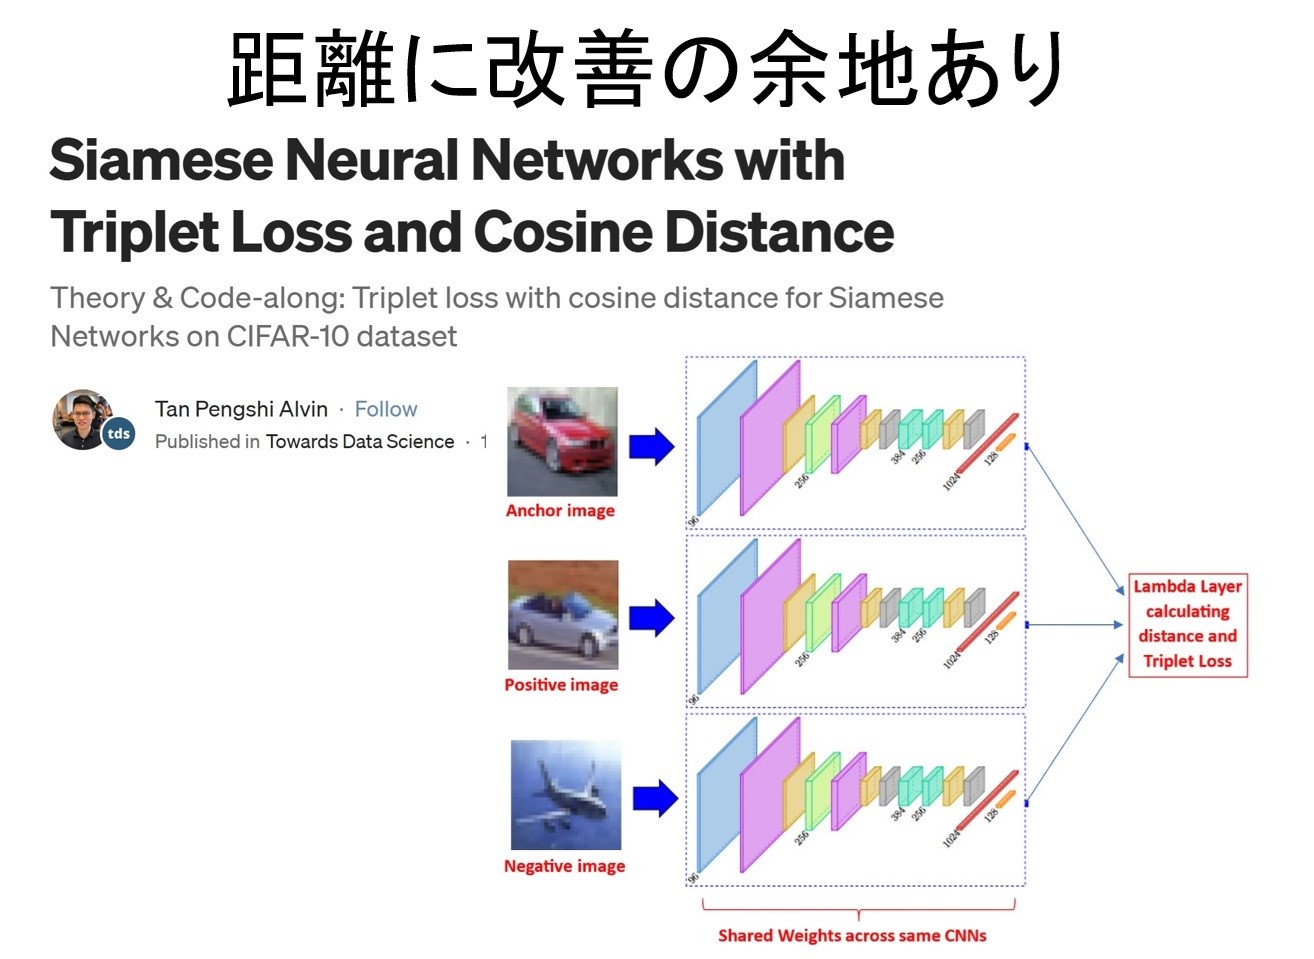 距離に改善の余地あり
Siamese Neural Networks with
Triplet Loss and Cosine Distance
Theory & Code-along: Triplet loss with cosine distance for Siamese
Networks on CIFAR-10 dataset
tds
Tan Pengshi Alvin · Follow
Published in Towards Data Science · 1
Anchor image
96
256
384
256
1024
128
Positive image
96
256
384
256
1024
128
Lambda Layer
calculating
distance and
Triplet Loss
Negative image
96
256
384
256
1024
128
Shared Weights across same CNNs